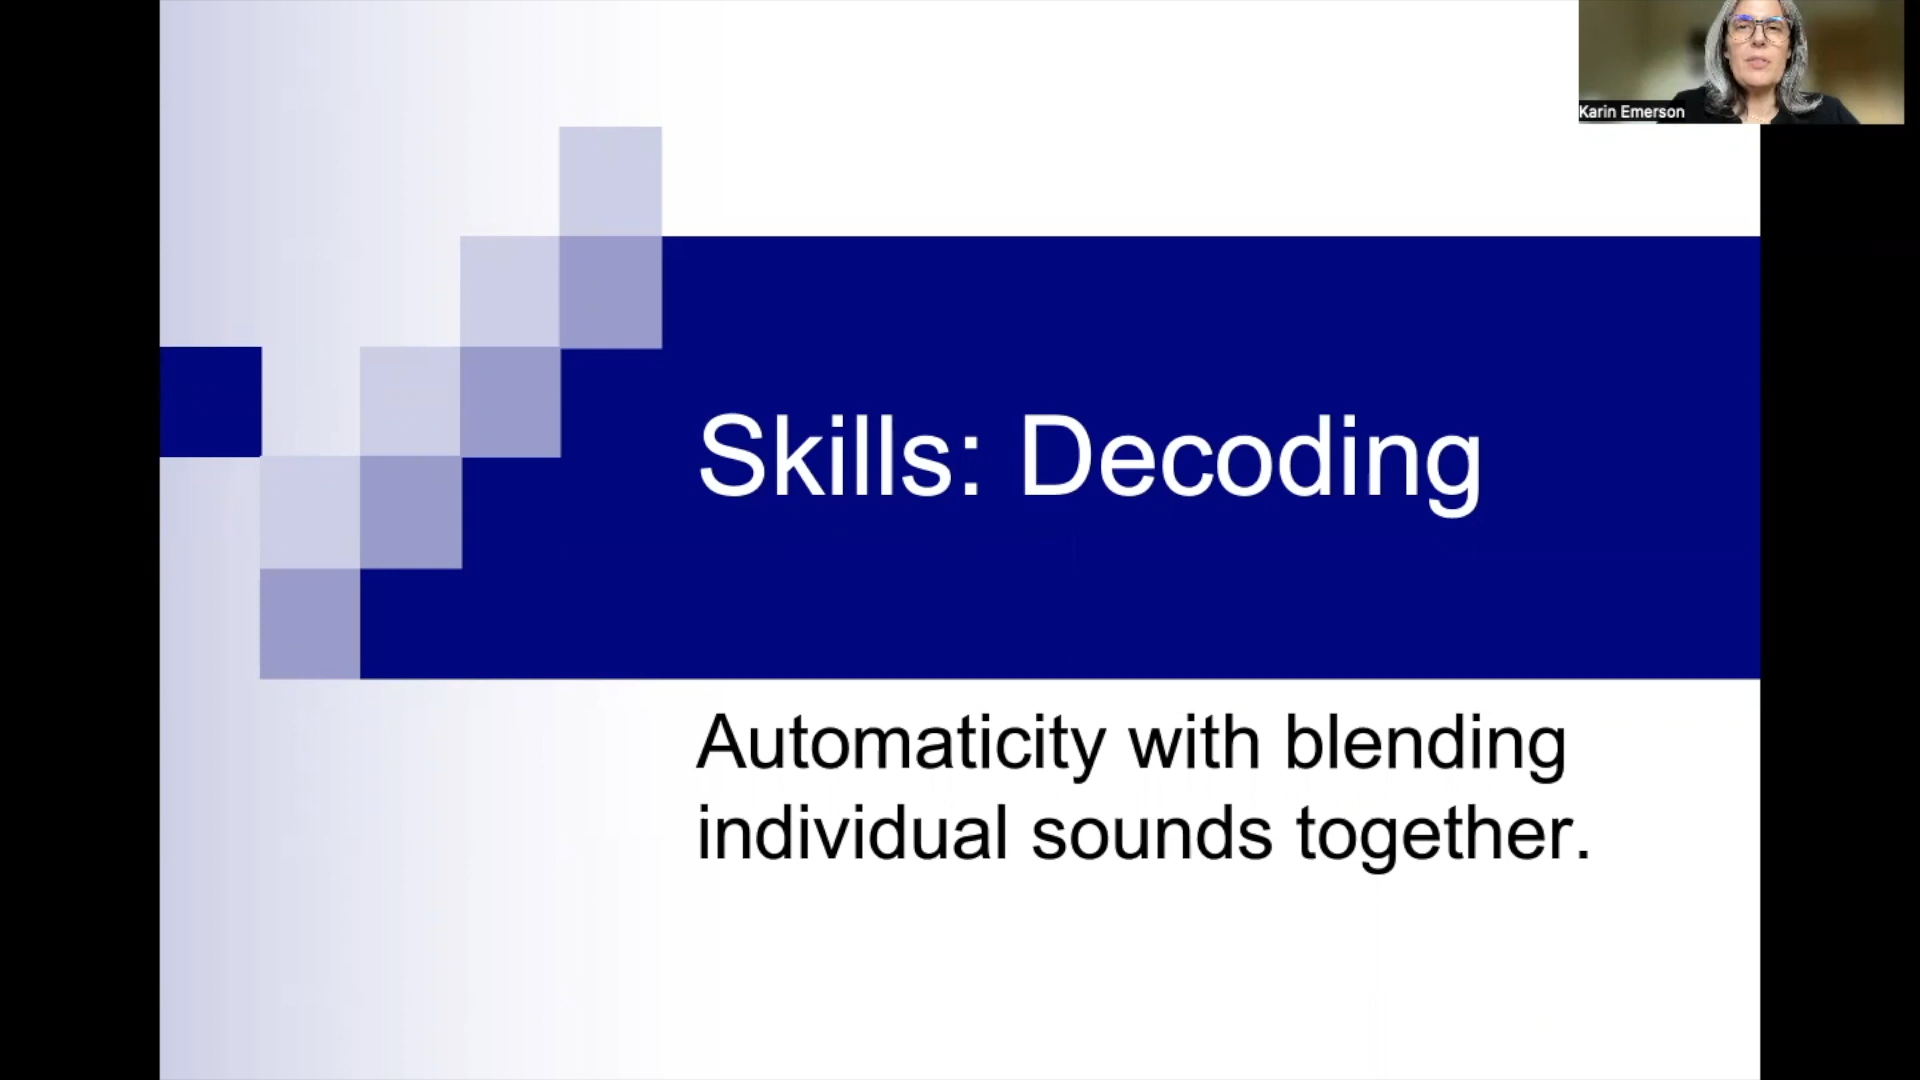 Karin Emerson
Skills: Decoding
Automaticity with blending
individual sounds together.